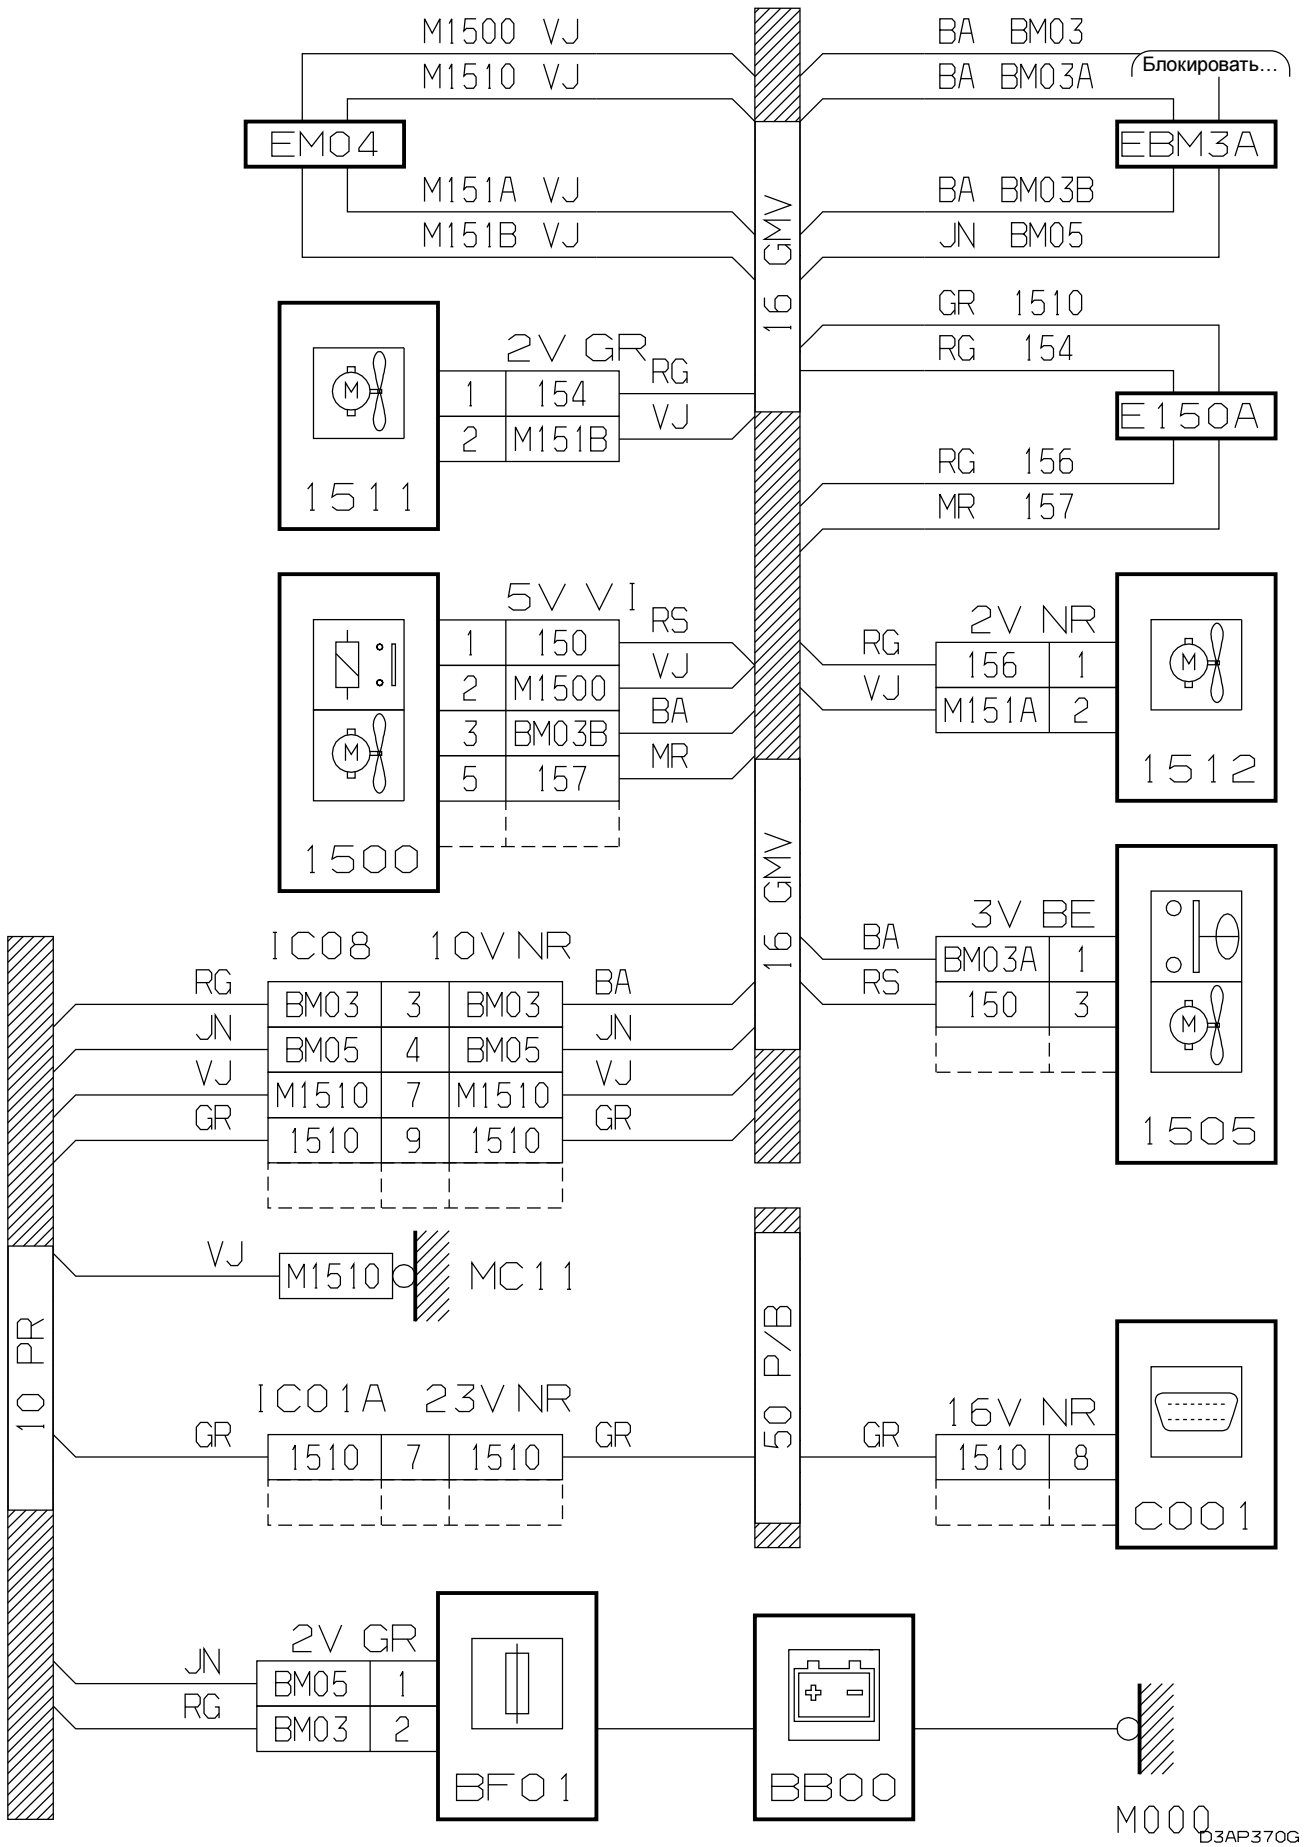 M1500 VJ
BA BM03
Блокировать...
M1510 VJ
BA BM03A
EM04
EBM3A
M151A VJ
BA BM03B
M151B VJ
JN BM05
16 GMV
GR 1510
2V GR
RG
RG 154
1 154
VJ
E150A
2 M151B
RG 156
1511
MR 157
5V VI
RS
2V NR
1 150
RG
156 1
VJ
2 M1500
VJ
M151A 2
BA
3 BM03B
MR
5 157
1512
1500
16 GMV
3V BE
IC08 10V NR
BA
BM03A 1
RG
BM03 3 BM03
BA
RS
150 3
JN
BM05 4 BM05
JN
VJ
M1510 7 M1510
VJ
GR
1510 9 1510
GR
1505
VJ
M1510
MC11
10 PR
50 P/B
IC01A 23V NR
16V NR
GR
1510 7 1510
GR
GR
1510 8
C001
2V GR
JN
BM05 1
RG
BM03 2
BF01
BB00
M000
D3AP370G